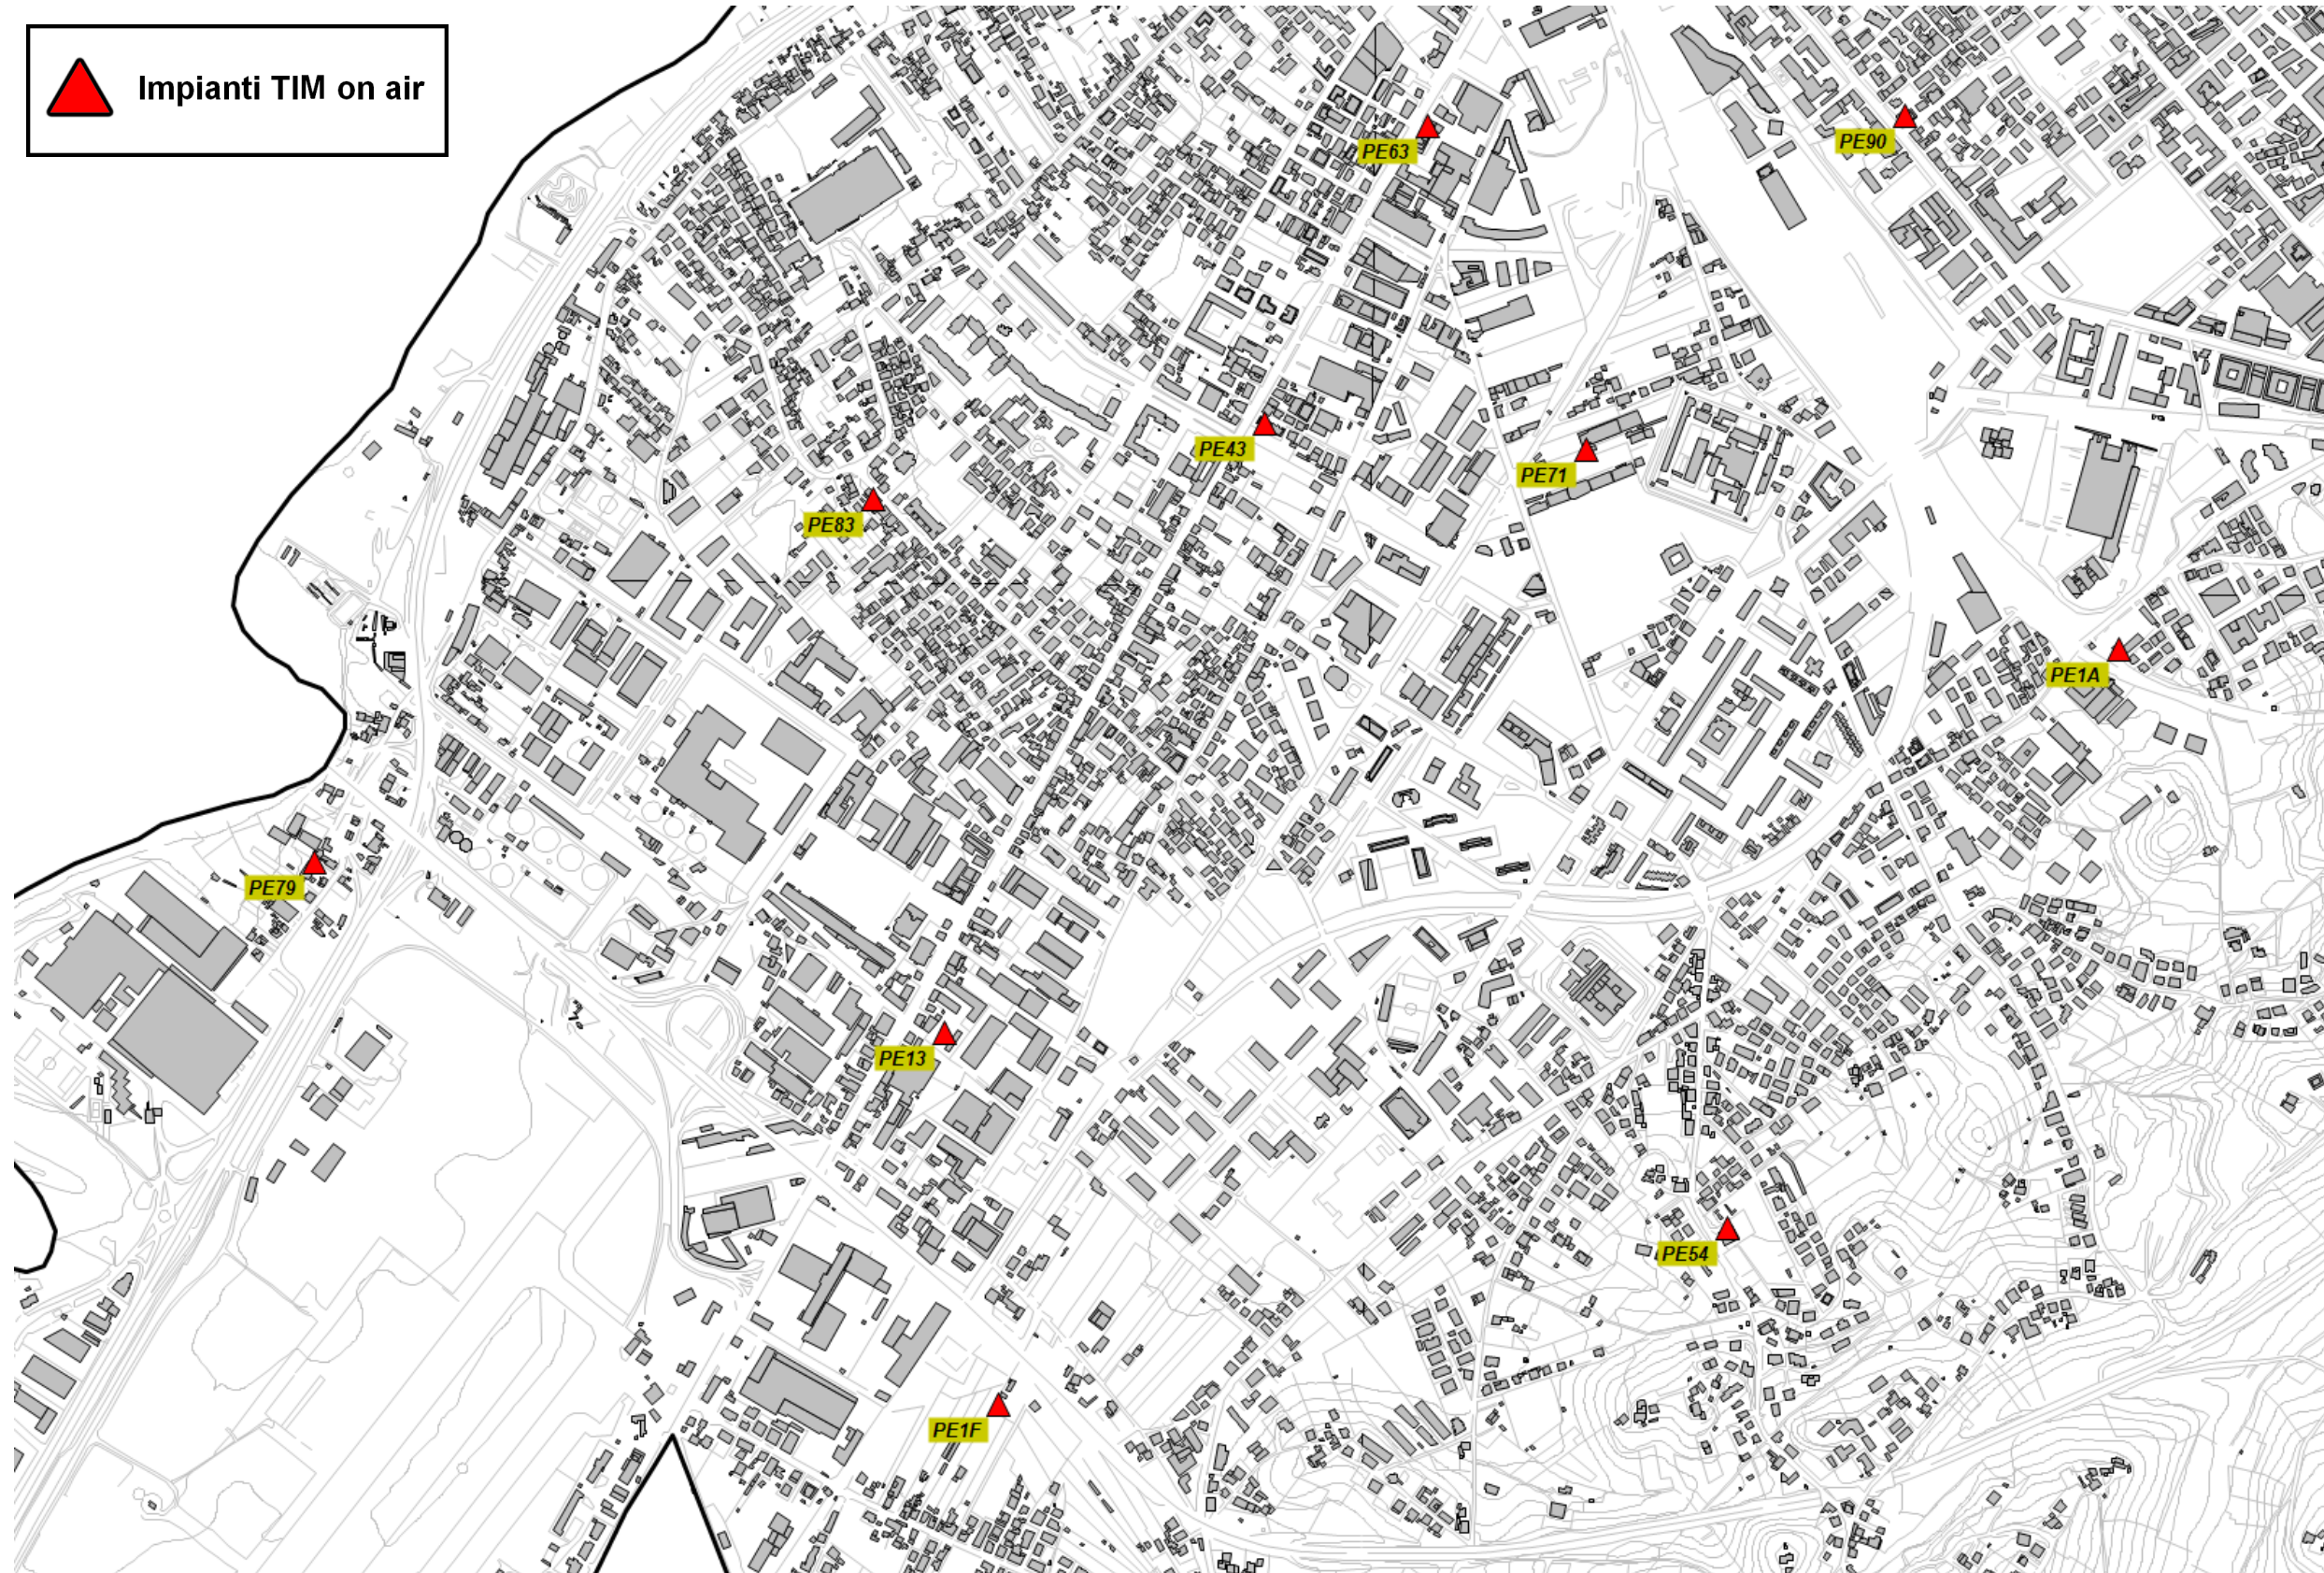 Impianti TIM on air
PE63
PE90
PE43
PE71
PE83
PE1A
PE79
PE13
PE54
PE1F